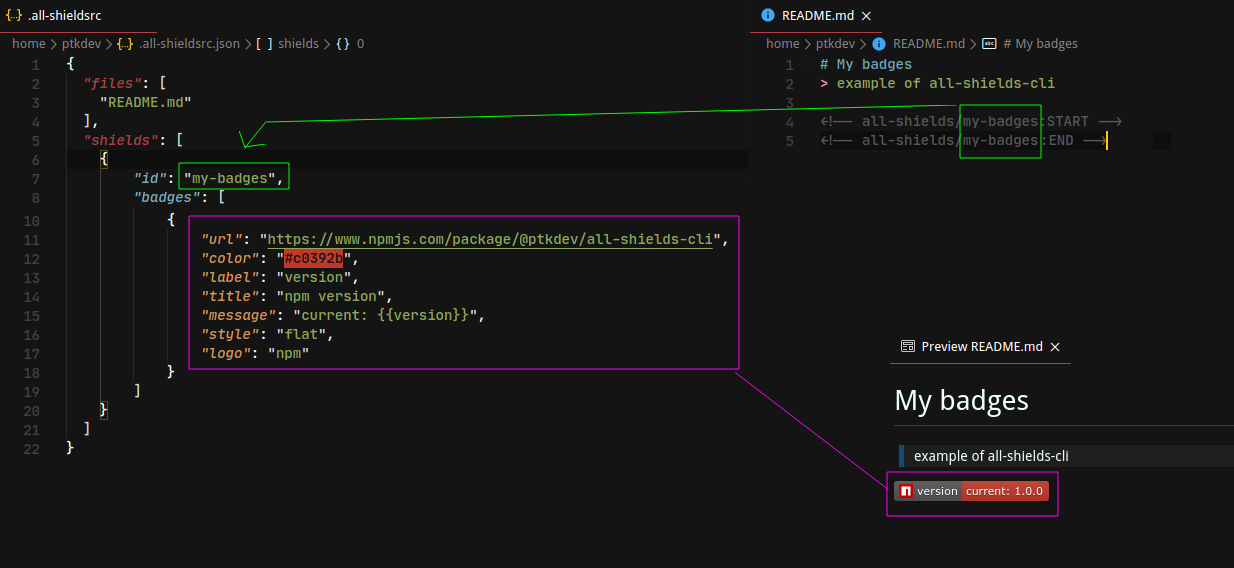 .all-shieldsrc
home > ptkdev > {..} .all-shieldsrc.json > [ ] shields > {} 0
1 {
2 "files": [
3 "README.md"
4 ],
5 "shields": [
6 {
7 "id": "my-badges",
8 "badges": [
10 {
11 "url": "https://www.npmjs.com/package/@ptkdev/all-shields-cli",
12 "color": "#c0392b",
13 "label": "version",
14 "title": "npm version",
15 "message": "current: {{version}}",
16 "style": "flat",
17 "logo": "npm"
18 }
19 ]
20 }
21 ]
22 }
README.md ×
home > ptkdev > README.md > # My badges
1 # My badges
2 > example of all-shields-cli
3
4 <!-- all-shields/my-badges:START -->
5 <!-- all-shields/my-badges:END -->
Preview README.md ×
My badges
example of all-shields-cli
version current: 1.0.0